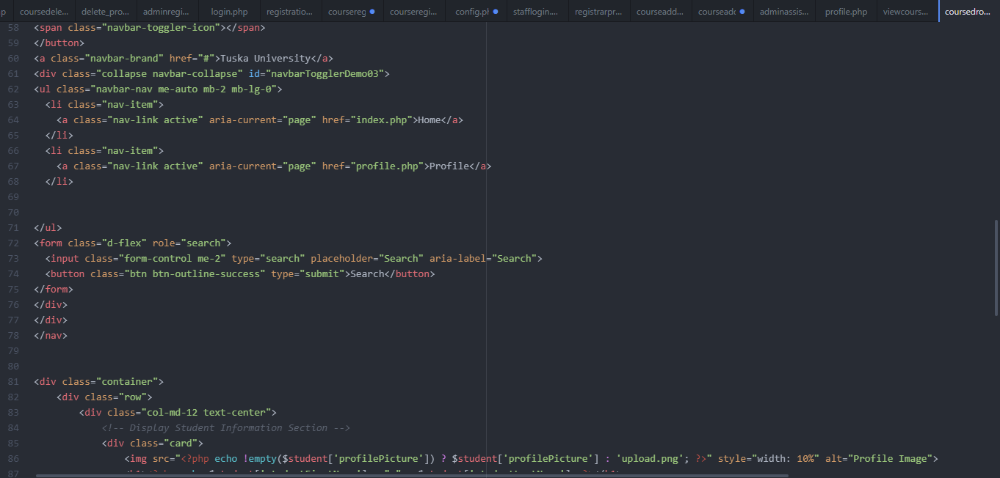 p coursedele... delete_pro... adminregi... login.php registratio... coursereg courseregi... config.pl stafflogin.... registrarpr... courseadd... courseadd adminassis... profile.php viewcours... coursedro...
58 <span class="navbar-toggler-icon"></span>
59 </button>
60 <a class="navbar-brand" href="#">Tuska University</a>
61 <div class="collapse navbar-collapse" id="navbarTogglerDemo03">
62 <ul class="navbar-nav me-auto mb-2 mb-lg-0">
63 <li class="nav-item">
64 <a class="nav-link active" aria-current="page" href="index.php">Home</a>
65 </li>
66 <li class="nav-item">
67 <a class="nav-link active" aria-current="page" href="profile.php">Profile</a>
68 </li>
69
70
71 </ul>
72 <form class="d-flex" role="search">
73 <input class="form-control me-2" type="search" placeholder="Search" aria-label="Search">
74 <button class="btn btn-outline-success" type="submit">Search</button>
75 </form>
76 </div>
77 </div>
78 </nav>
79
80
81 <div class="container">
82 <div class="row">
83 <div class="col-md-12 text-center">
84 <!-- Display Student Information Section -->
85 <div class="card">
86 <img src="<?php echo !empty($student['profilePicture']) ? $student['profilePicture'] : 'upload.png'; ?>" style="width: 10%" alt="Profile Image">
87